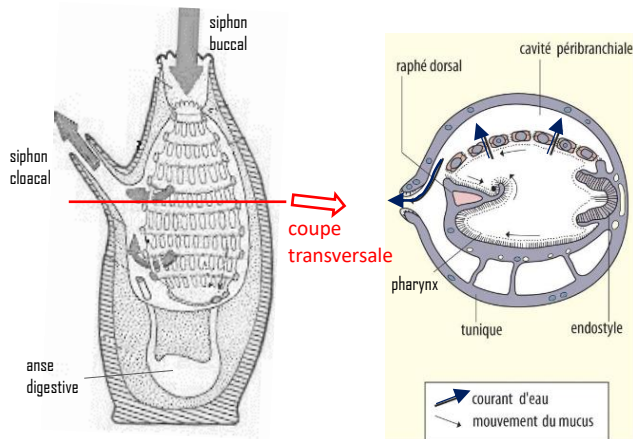 siphon
buccal
siphon
cloacal
coupe
transversale
anse
digestive
cavité péribranchiale
raphé dorsal
pharynx
tunique
endostyle
courant d'eau
mouvement du mucus